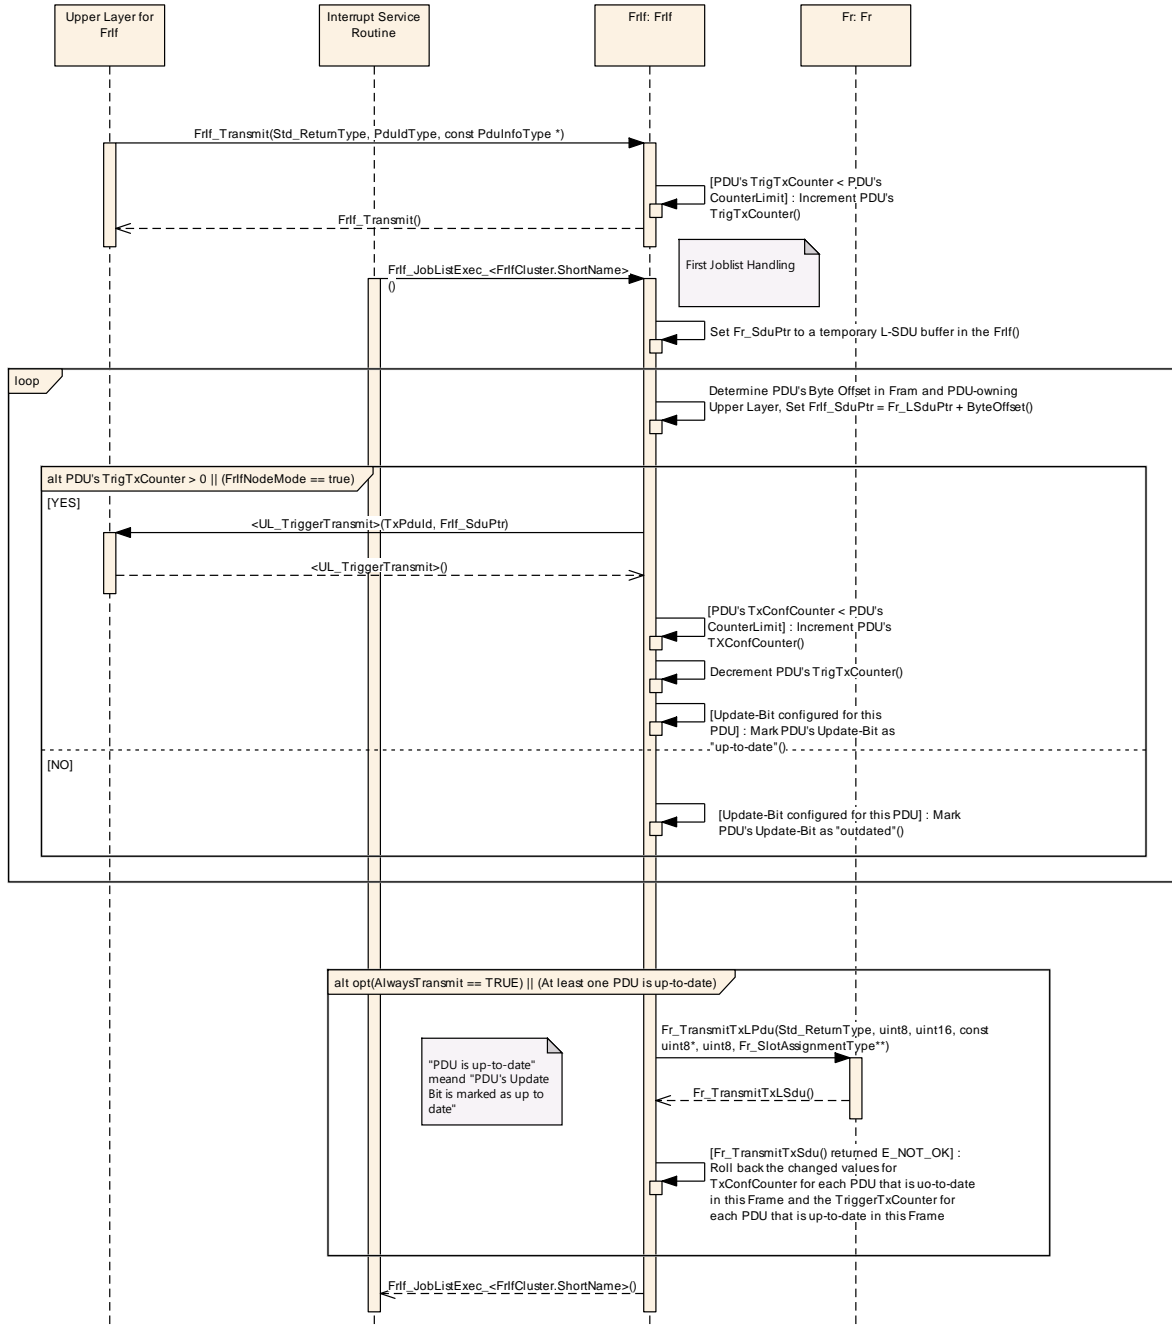 Upper Layer for
FrIf
Interrupt Service
Routine
FrIf: FrIf
Fr: Fr
FrIf_Transmit(Std_ReturnType, PduIdType, const PduInfoType *)
[PDU's TrigTxCounter < PDU's
CounterLimit] : Increment PDU's
TrigTxCounter()
FrIf_Transmit()
First Joblist Handling
FrIf_JobListExec_<FrIfCluster.ShortName>
()
Set Fr_SduPtr to a temporary L-SDU buffer in the FrIf()
loop
Determine PDU's Byte Offset in Fram and PDU-owning
Upper Layer, Set FrIf_SduPtr = Fr_LSduPtr + ByteOffset()
alt PDU's TrigTxCounter > 0 || (FrIfNodeMode == true)
[YES]
<UL_TriggerTransmit>(TxPduId, FrIf_SduPtr)
<UL_TriggerTransmit>()
[PDU's TxConfCounter < PDU's
CounterLimit] : Increment PDU's
TXConfCounter()
Decrement PDU's TrigTxCounter()
[Update-Bit configured for this
PDU] : Mark PDU's Update-Bit as
"up-to-date"()
[NO]
[Update-Bit configured for this PDU] : Mark
PDU's Update-Bit as "outdated"()
alt opt(AlwaysTransmit == TRUE) || (At least one PDU is up-to-date)
Fr_TransmitTxLPdu(Std_ReturnType, uint8, uint16, const
uint8*, uint8, Fr_SlotAssignmentType**)
"PDU is up-to-date"
meand "PDU's Update
Bit is marked as up to
date"
Fr_TransmitTxLSdu()
[Fr_TransmitTxSdu() returned E_NOT_OK] :
Roll back the changed values for
TxConfCounter for each PDU that is uo-to-date
in this Frame and the TriggerTxCounter for
each PDU that is up-to-date in this Frame
FrIf_JobListExec_<FrIfCluster.ShortName>()